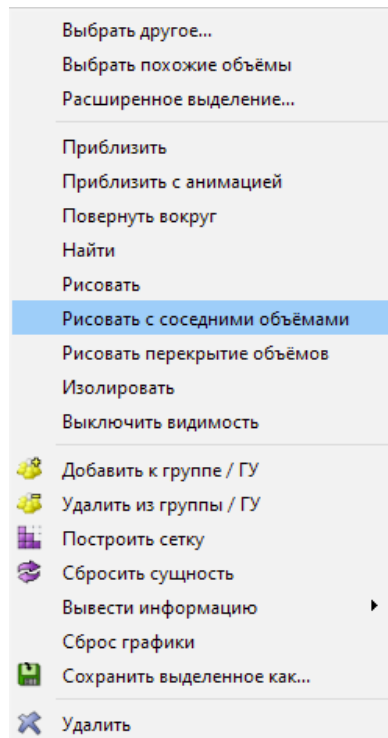 Выбрать другое...
Выбрать похожие объёмы
Расширенное выделение...
Приблизить
Приблизить с анимацией
Повернуть вокруг
Найти
Рисовать
Рисовать с соседними объёмами
Рисовать перекрытие объёмов
Изолировать
Выключить видимость
Добавить к группе / ГУ
Удалить из группы / ГУ
Построить сетку
Сбросить сущность
Вывести информацию
Сброс графики
Сохранить выделенное как...
Удалить